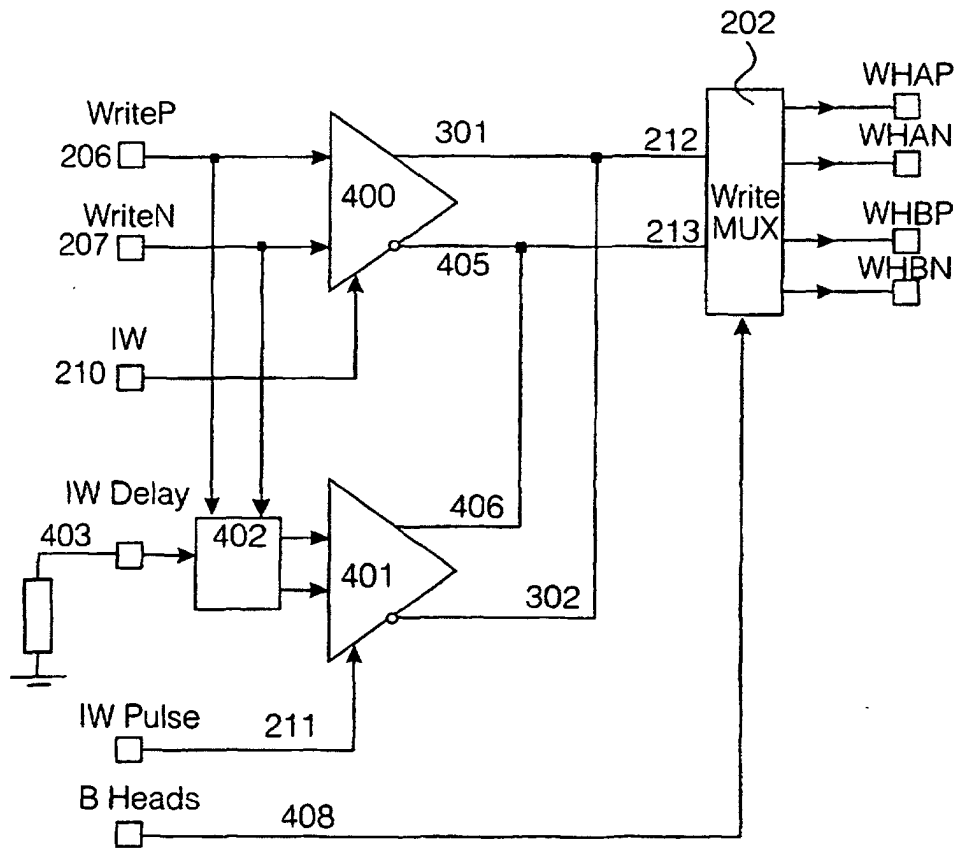 202
WHAP
WriteP
301
206
212
WHAN
400
Write
MUX
WriteN
WHBP
207
405
213
WHBN
IW
210
IW Delay
406
403
402
401
302
IW Pulse
211
B Heads
408